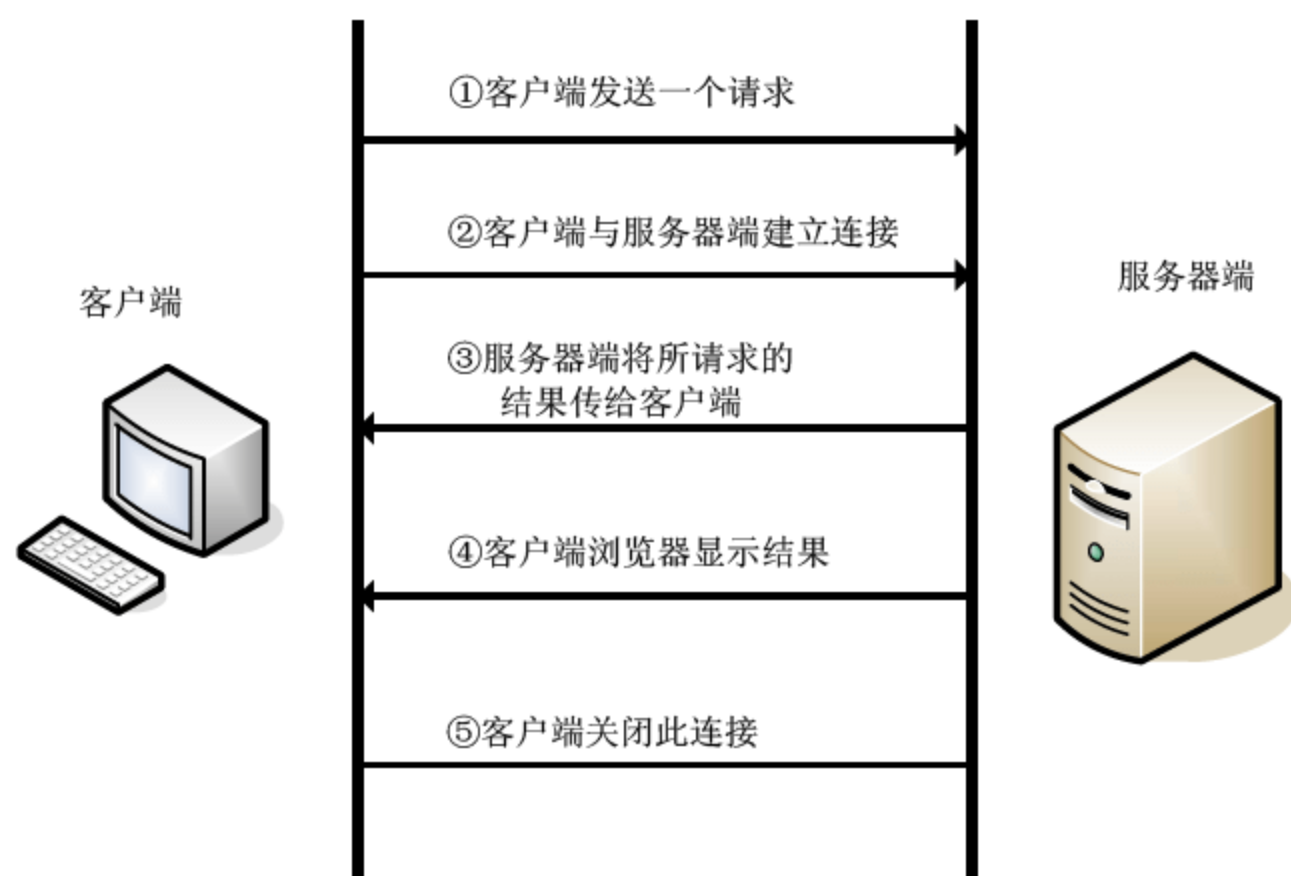 ①客户端发送一个请求
②客户端与服务器端建立连接
服务器端
客户端
③服务器端将所请求的
结果传给客户端
④客户端浏览器显示结果
⑤客户端关闭此连接